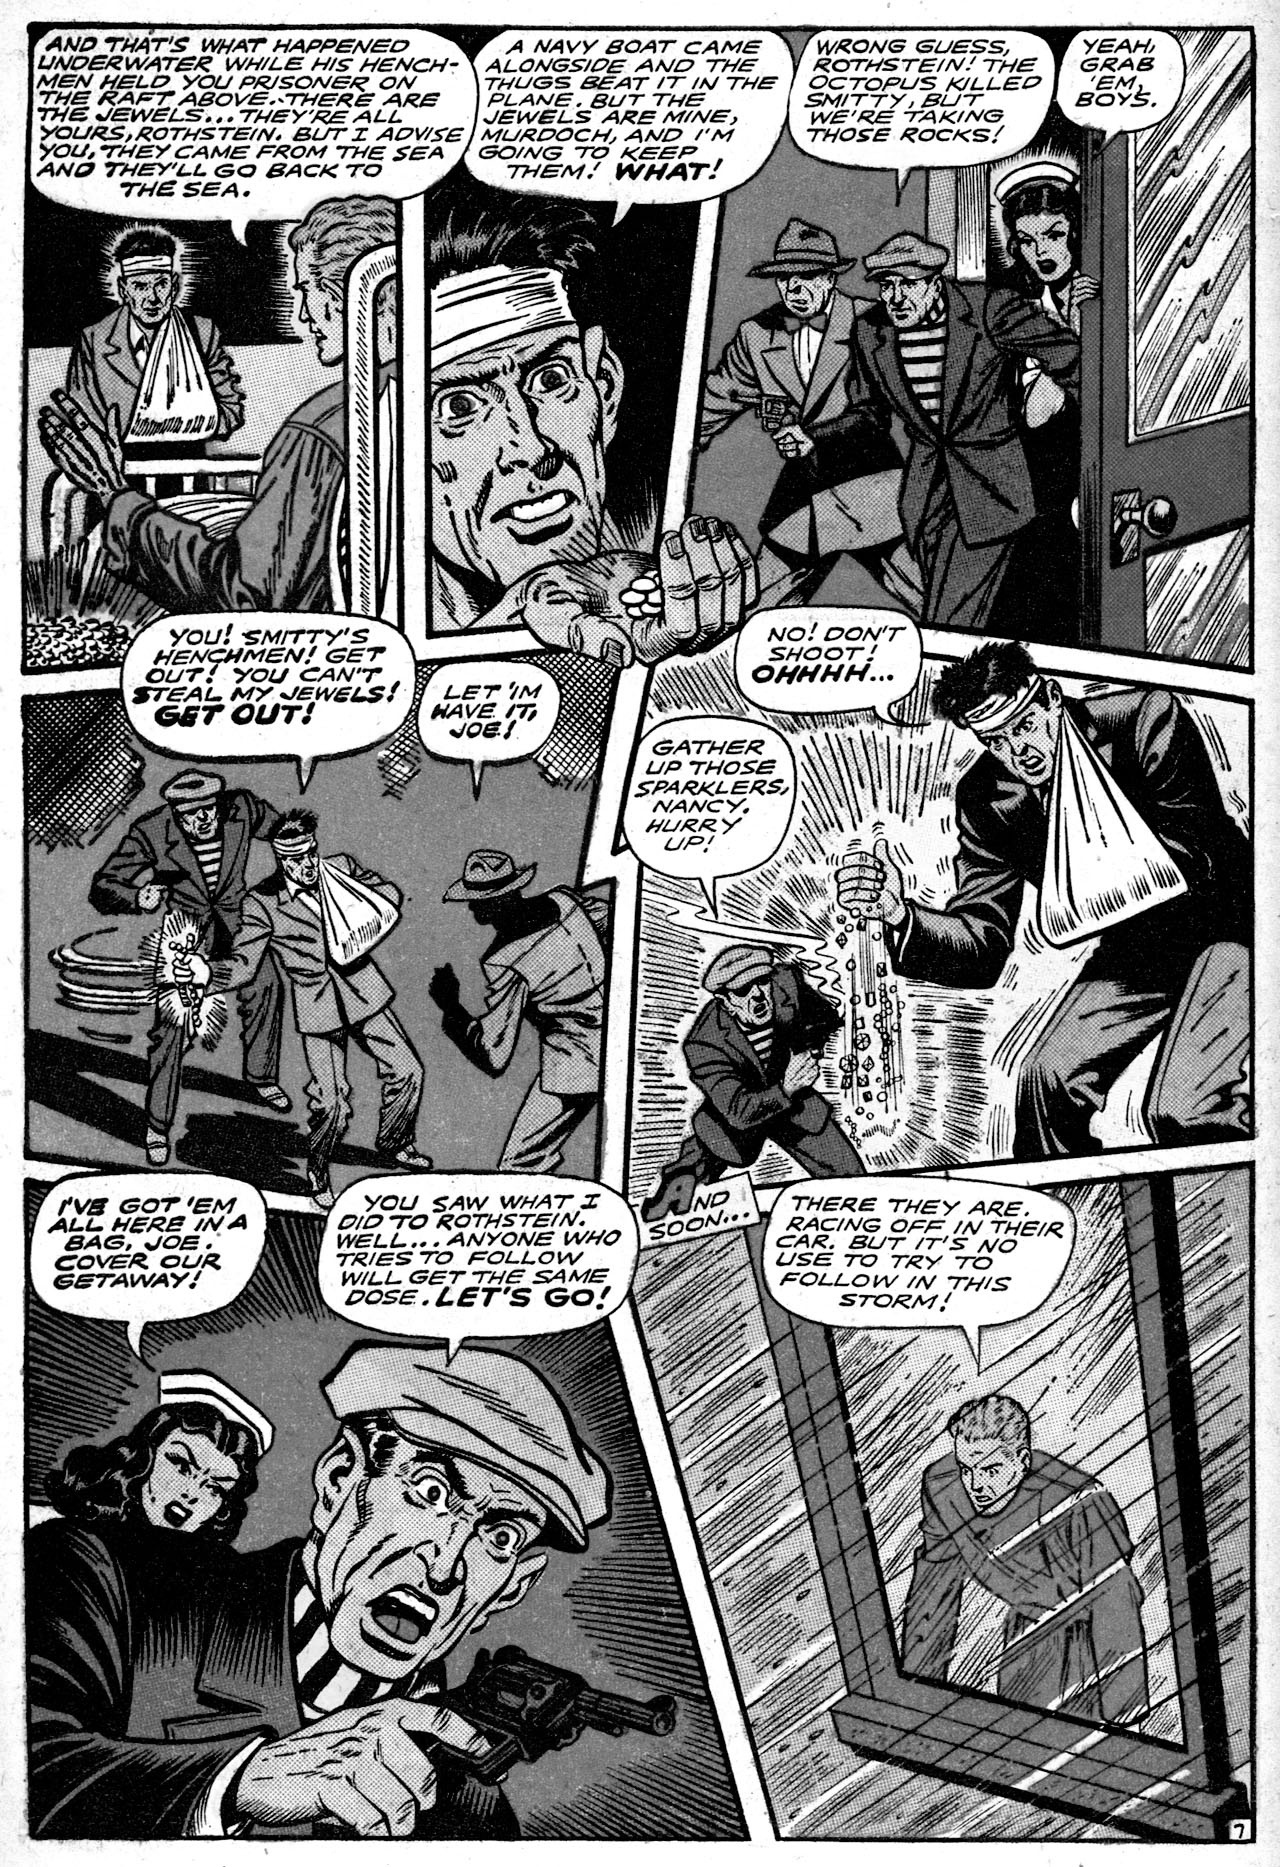 AND THAT'S WHAT HAPPENED
UNDERWATER WHILE HIS HENCH-
MEN HELD YOU PRISONER ON
THE RAFT ABOVE. THERE ARE
THE JEWELS... THEY'RE ALL
YOURS, ROTHSTEIN. BUT I ADVISE
YOU, THEY CAME FROM THE SEA
AND THEY'LL GO BACK TO
THE SEA.
A NAVY BOAT CAME
ALONGSIDE AND THE
THUGS BEAT IT IN THE
PLANE. BUT THE
JEWELS ARE MINE,
MURDOCH, AND I'M
GOING TO KEEP
THEM! WHAT!
WRONG GUESS,
ROTHSTEIN! THE
OCTOPUS KILLED
SMITTY, BUT
WE'RE TAKING
THOSE ROCKS!
YEAH,
GRAB
'EM,
BOYS.
YOU! SMITTY'S
HENCHMEN! GET
OUT! YOU CAN'T
STEAL MY JEWELS!
GET OUT!
LET 'IM
HAVE IT,
JOE!
NO! DON'T
SHOOT!
OHHHH...
GATHER
UP THOSE
SPARKLERS,
NANCY.
HURRY
UP!
I'VE GOT 'EM
ALL HERE IN A
BAG, JOE.
COVER OUR
GETAWAY!
YOU SAW WHAT I
DID TO ROTHSTEIN.
WELL... ANYONE WHO
TRIES TO FOLLOW
WILL GET THE SAME
DOSE. LET'S GO!
AND
SOON...
THERE THEY ARE.
RACING OFF IN THEIR
CAR. BUT IT'S NO
USE TO TRY TO
FOLLOW IN THIS
STORM!
7